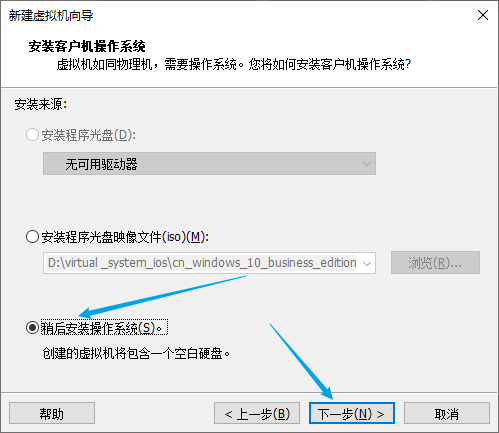 新建虚拟机向导
安装客户机操作系统
虚拟机如同物理机，需要操作系统。您将如何安装客户机操作系统?
安装来源:
安装程序光盘(D):
无可用驱动器
安装程序光盘映像文件(iso)(M):
D:\virtual _system_ios\cn_windows_10_business_edition
浏览(R)...
稍后安装操作系统(S)。
创建的虚拟机将包含一个空白硬盘。
帮助
< 上一步(B)
下一步(N) >
取消